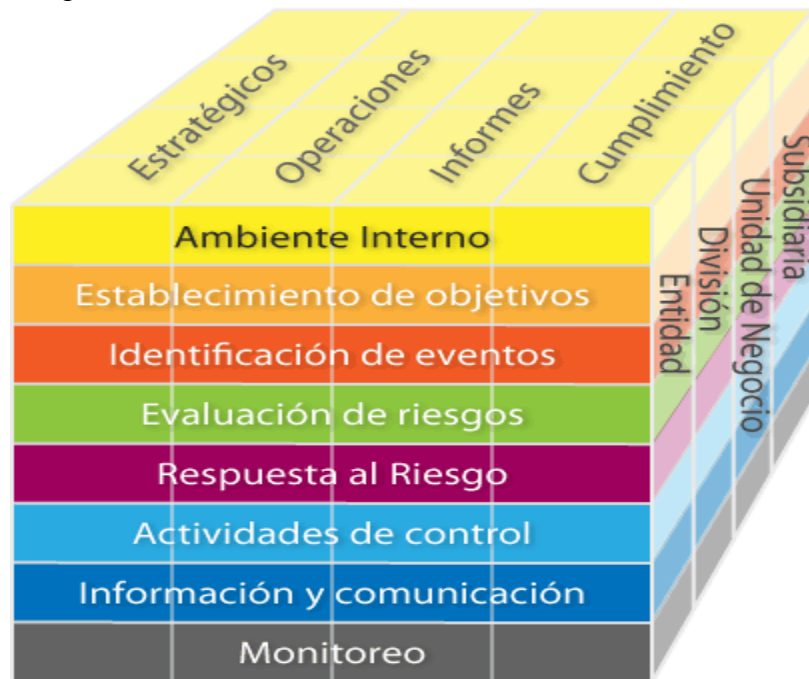 Estratégicos
Operaciones
Informes
Cumplimiento
Ambiente Interno
Establecimiento de objetivos
Identificación de eventos
Evaluación de riesgos
Respuesta al Riesgo
Actividades de control
Información y comunicación
Monitoreo
Entidad
División
Unidad de Negocio
Subsidiaria